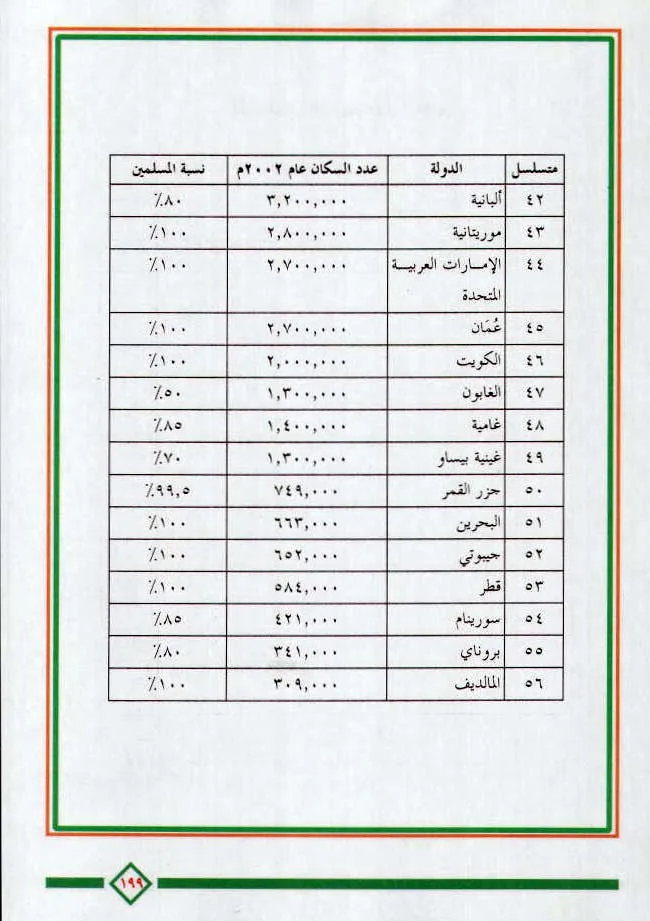 متسلسل الدولة عدد السكان عام ٢٠٠٢م نسبة المسلمين
٤٢ ألبانية ٣,٢٠٠,٠٠٠ ٨٠٪
٤٣ موريتانية ٢,٨٠٠,٠٠٠ ١٠٠٪
٤٤ الإمـارات العربيـة ٢,٧٠٠,٠٠٠ ١٠٠٪
المتحدة
٤٥ عُمَان ٢,٧٠٠,٠٠٠ ١٠٠٪
٤٦ الكويت ٢,٠٠٠,٠٠٠ ١٠٠٪
٤٧ الغابون ١,٣٠٠,٠٠٠ ٥٠٪
٤٨ غامبية ١,٤٠٠,٠٠٠ ٨٥٪
٤٩ غينية بيساو ١,٣٠٠,٠٠٠ ٧٠٪
٥٠ جزر القمر ٧٤٩,٠٠٠ ٩٩,٥٪
٥١ البحرين ٦٦٣,٠٠٠ ١٠٠٪
٥٢ جيبوتي ٦٥٢,٠٠٠ ١٠٠٪
٥٣ قطر ٥٨٤,٠٠٠ ١٠٠٪
٥٤ سورينام ٤٢١,٠٠٠ ٨٥٪
٥٥ بروناي ٣٤١,٠٠٠ ٨٠٪
٥٦ المالديف ٣٠٩,٠٠٠ ١٠٠٪
١٩٩